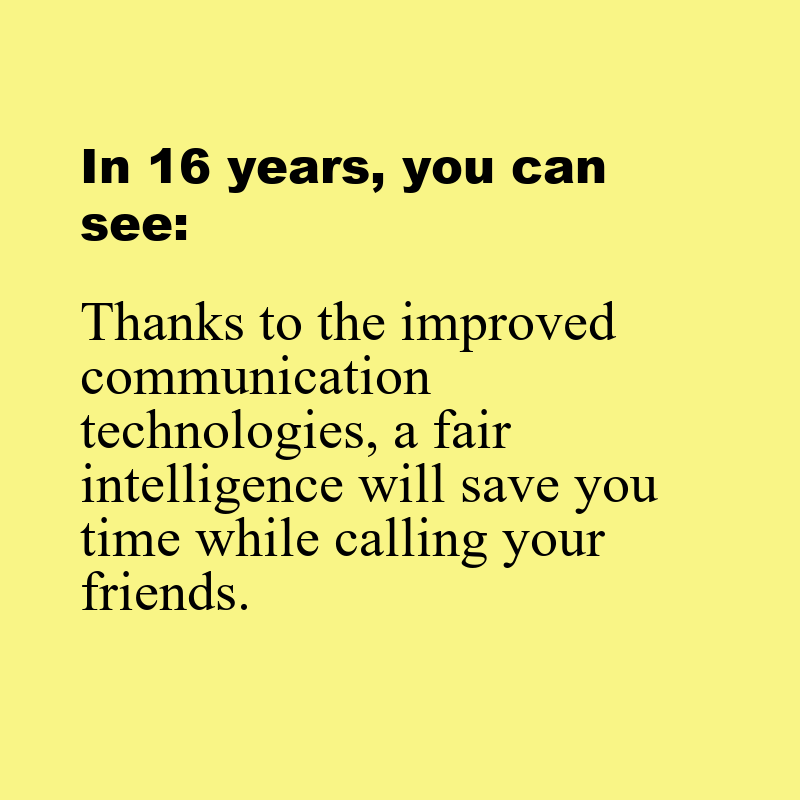 In 16 years, you can
see:
Thanks to the improved
communication
technologies, a fair
intelligence will save you
time while calling your
friends.